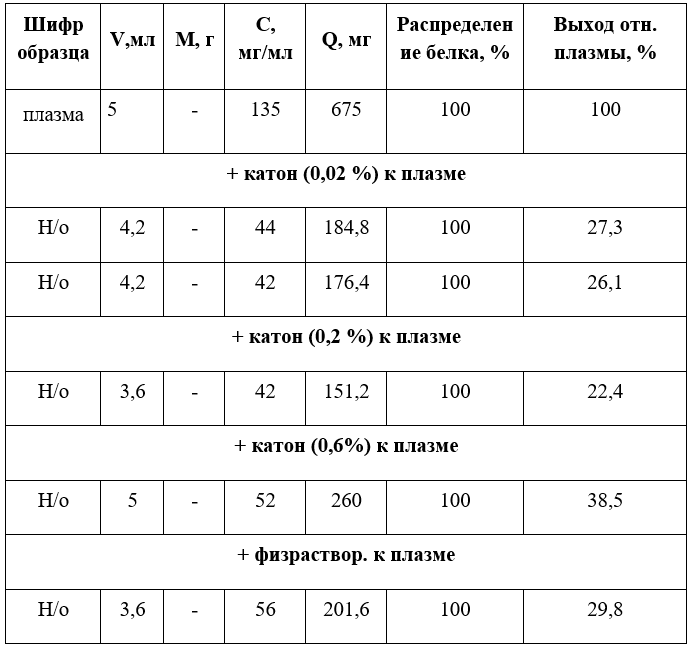 Шифр образца V,мл М, г С, мг/мл Q, мг Распределен ие белка, % Выход отн. плазмы, %
плазма 5 - 135 675 100 100
+ катон (0,02 %) к плазме
Н/о 4,2 - 44 184,8 100 27,3
Н/о 4,2 - 42 176,4 100 26,1
+ катон (0,2 %) к плазме
Н/о 3,6 - 42 151,2 100 22,4
+ катон (0,6%) к плазме
Н/о 5 - 52 260 100 38,5
+ физраствор. к плазме
Н/о 3,6 - 56 201,6 100 29,8